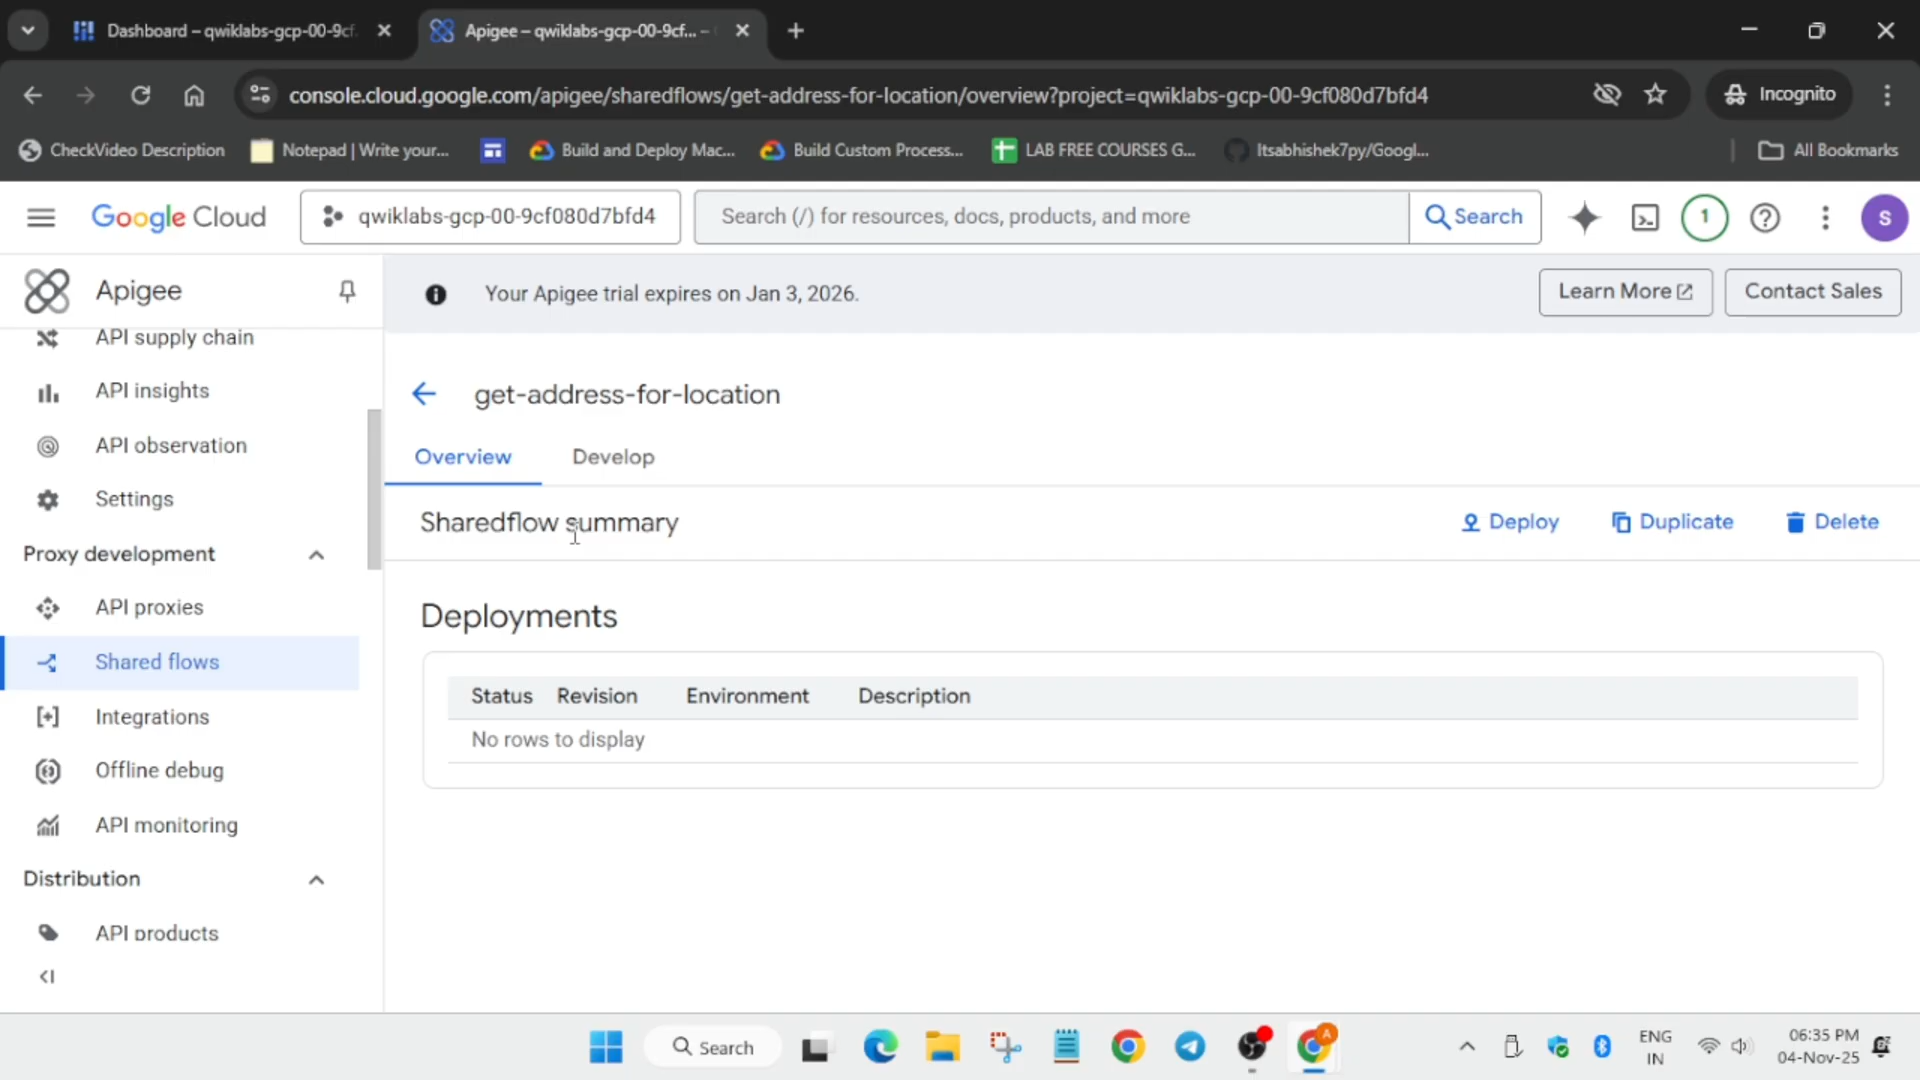 Dashboard – qwiklabs-gcp-00-9cf
Apigee – qwiklabs-gcp-00-9cf... –
console.cloud.google.com/apigee/sharedflows/get-address-for-location/overview?project=qwiklabs-gcp-00-9cf080d7bfd4
Incognito
CheckVideo Description
Notepad | Write your...
Build and Deploy Mac...
Build Custom Process...
LAB FREE COURSES G...
Itsabhishek7py/Googl...
All Bookmarks
Google Cloud
qwiklabs-gcp-00-9cf080d7bfd4
Search (/) for resources, docs, products, and more
Search
1
S
Apigee
Your Apigee trial expires on Jan 3, 2026.
Learn More
Contact Sales
API supply chain
API insights
API observation
Settings
Proxy development
API proxies
Shared flows
Integrations
Offline debug
API monitoring
Distribution
API products
get-address-for-location
Overview
Develop
Sharedflow summary
Deploy
Duplicate
Delete
Deployments
Status Revision Environment Description
No rows to display
Search
A
ENG
IN
06:35 PM
04-Nov-25